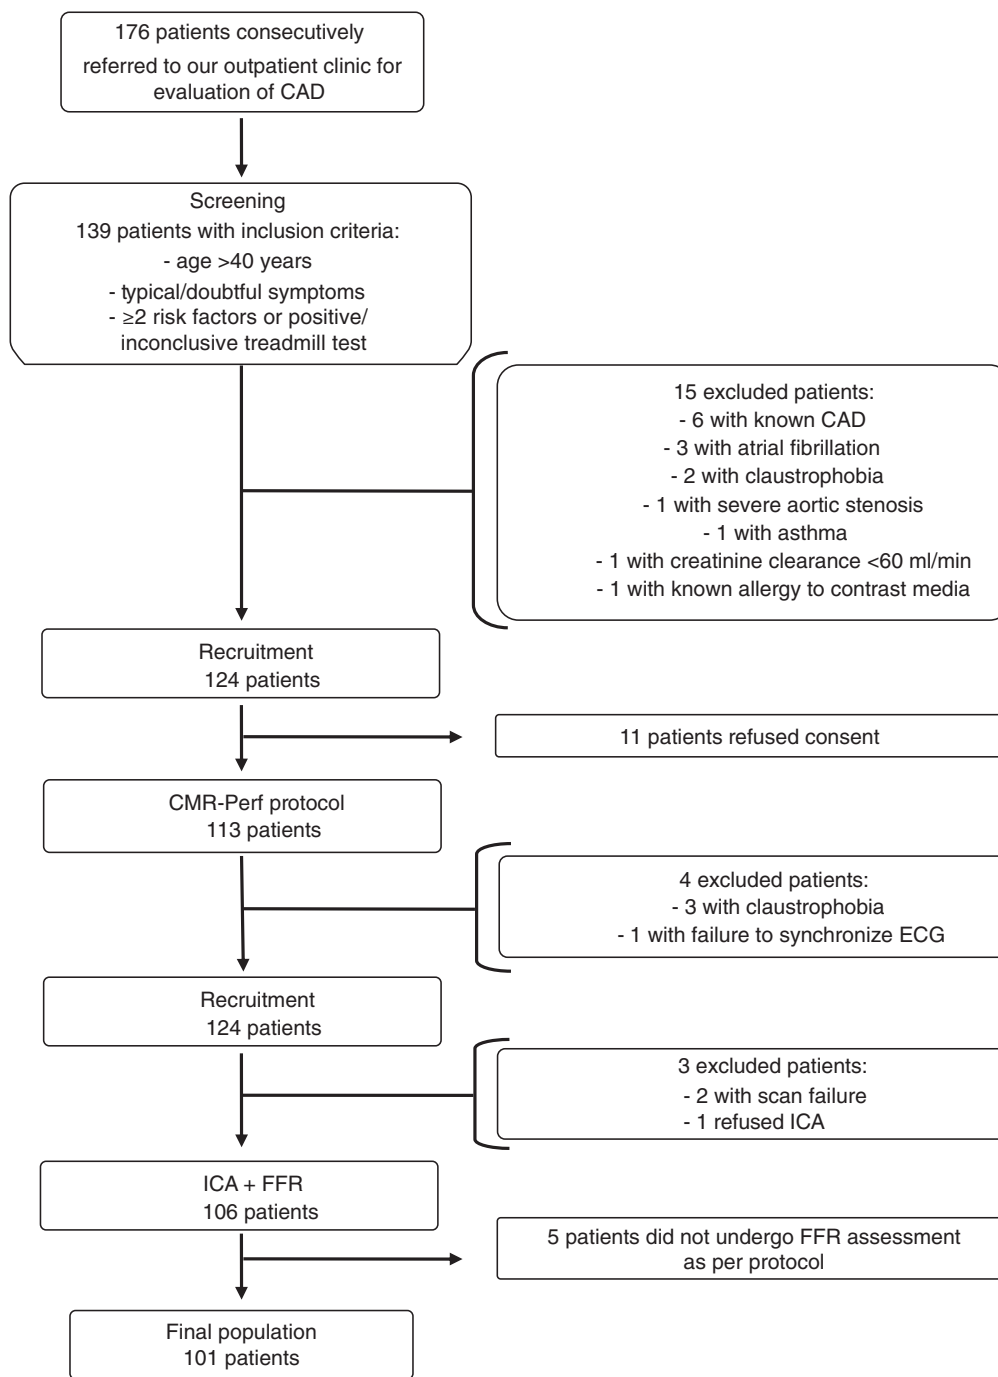 176 patients consecutively
referred to our outpatient clinic for
evaluation of CAD
Screening
139 patients with inclusion criteria:
- age >40 years
- typical/doubtful symptoms
- ≥2 risk factors or positive/
inconclusive treadmill test
15 excluded patients:
- 6 with known CAD
- 3 with atrial fibrillation
- 2 with claustrophobia
- 1 with severe aortic stenosis
- 1 with asthma
- 1 with creatinine clearance <60 ml/min
- 1 with known allergy to contrast media
Recruitment
124 patients
11 patients refused consent
CMR-Perf protocol
113 patients
4 excluded patients:
- 3 with claustrophobia
- 1 with failure to synchronize ECG
Recruitment
124 patients
3 excluded patients:
- 2 with scan failure
- 1 refused ICA
ICA + FFR
106 patients
5 patients did not undergo FFR assessment
as per protocol
Final population
101 patients